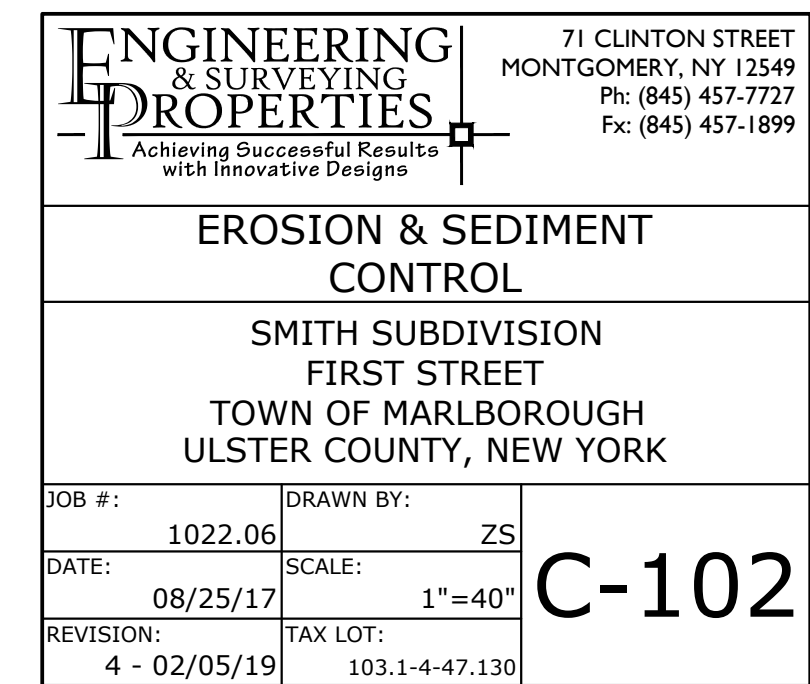 ENGINEERING
& SURVEYING
PROPERTIES
Achieving Successful Results
with Innovative Designs
71 CLINTON STREET
MONTGOMERY, NY 12549
Ph: (845) 457-7727
Fx: (845) 457-1899
EROSION & SEDIMENT
CONTROL
SMITH SUBDIVISION
FIRST STREET
TOWN OF MARLBOROUGH
ULSTER COUNTY, NEW YORK
JOB #:
1022.06
DRAWN BY:
ZS
DATE:
08/25/17
SCALE:
1"=40"
REVISION:
4 - 02/05/19
TAX LOT:
103.1-4-47.130
C-102